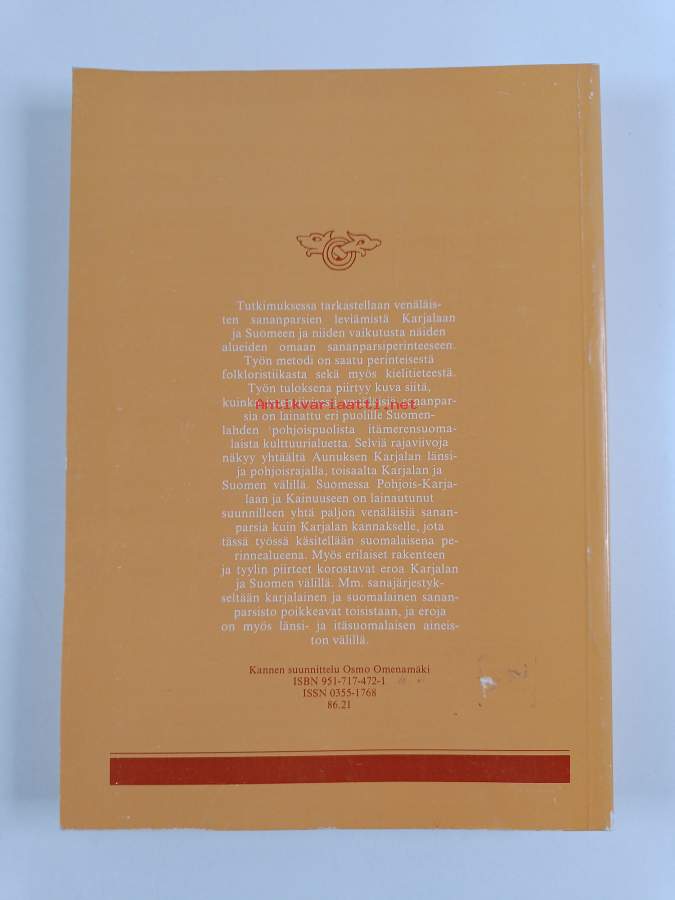 Tutkimuksessa tarkastellaan venäläis-
ten sananparsien leviämistä Karjalaan
ja Suomeen ja niiden vaikutusta näiden
alueiden omaan sananparsiperinteeseen.
Työn metodi on saatu perinteisestä
folkloristiikasta sekä myös kielitieteestä.
Työn tuloksena piirtyy kuva siitä,
kuinka intensiivisesti venäläisiä sananpar-
Antikvariaatti.net
sia on lainattu eri puolille Suomen-
lahden pohjoispuolista itämerensuoma-
laista kulttuurialuetta. Selviä rajaviivoja
näkyy yhtäältä Aunuksen Karjalan länsi-
ja pohjoisrajalla, toisaalta Karjalan ja
Suomen välillä. Suomessa Pohjois-Karja-
laan ja Kainuuseen on lainautunut
suunnilleen yhtä paljon venäläisiä sanan-
parsia kuin Karjalan kannakselle, jota
tässä työssä käsitellään suomalaisena pe-
rinnealueena. Myös erilaiset rakenteen
ja tyylin piirteet korostavat eroa Karjalan
ja Suomen välillä. Mm. sanajärjestyk-
seltään karjalainen ja suomalainen sanan-
parsisto poikkeavat toisistaan, ja eroja
on myös länsi- ja itäsuomalaisen aineis-
ton välillä.
Kannen suunnittelu Osmo Omenamäki
ISBN 951-717-472-1
ISSN 0355-1768
86.21